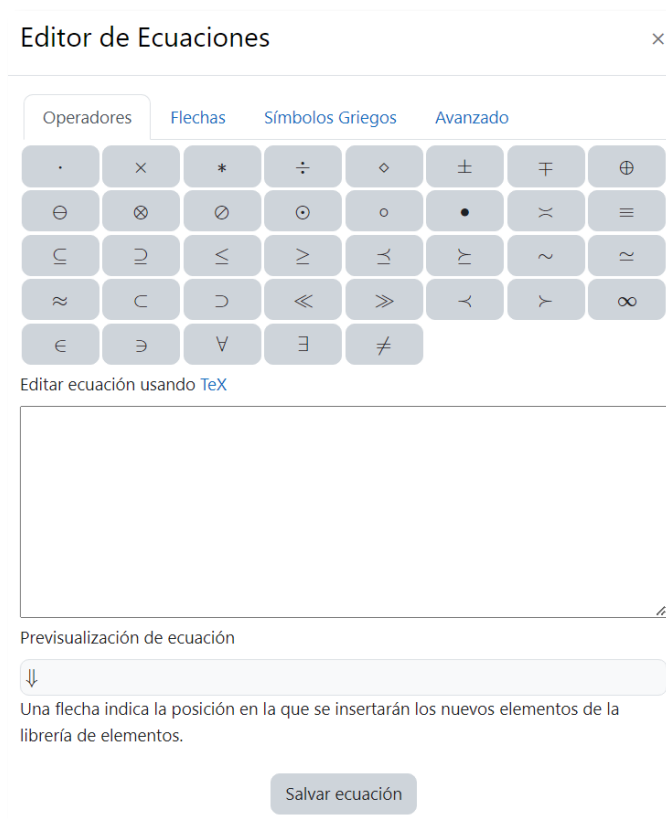 Editor de Ecuaciones ×
Operadores Flechas Símbolos Griegos Avanzado
· × * ÷ ⋄ ± ∓ ⊕
⊖ ⊗ ⊘ ⊙ ∘ • ≍ ≡
⊆ ⊇ ≤ ≥ ⪯ ⪰ ∼ ≃
≈ ⊂ ⊃ ≪ ≫ ≺ ≻ ∞
∈ ∋ ∀ ∃ ≠
Editar ecuación usando TeX
Previsualización de ecuación
⇓
Una flecha indica la posición en la que se insertarán los nuevos elementos de la
librería de elementos.
Salvar ecuación